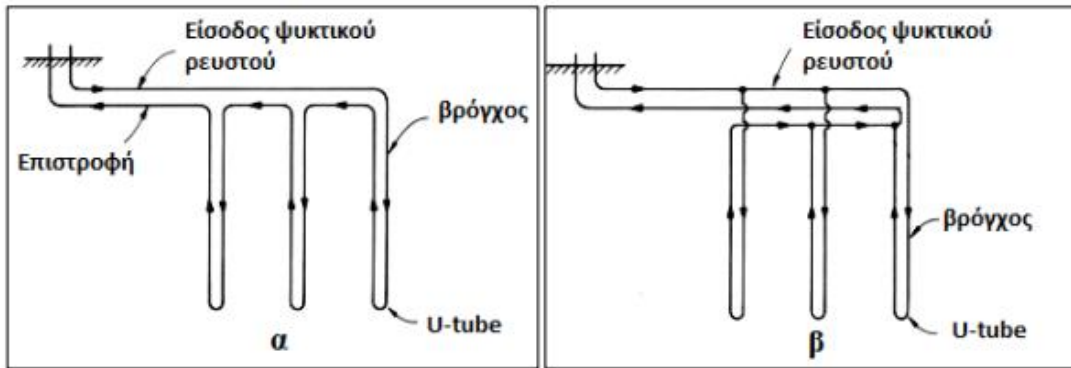 Είσοδος ψυκτικού
ρευστού
βρόγχος
Επιστροφή
U-tube
α
Είσοδος ψυκτικού
ρευστού
βρόγχος
U-tube
β